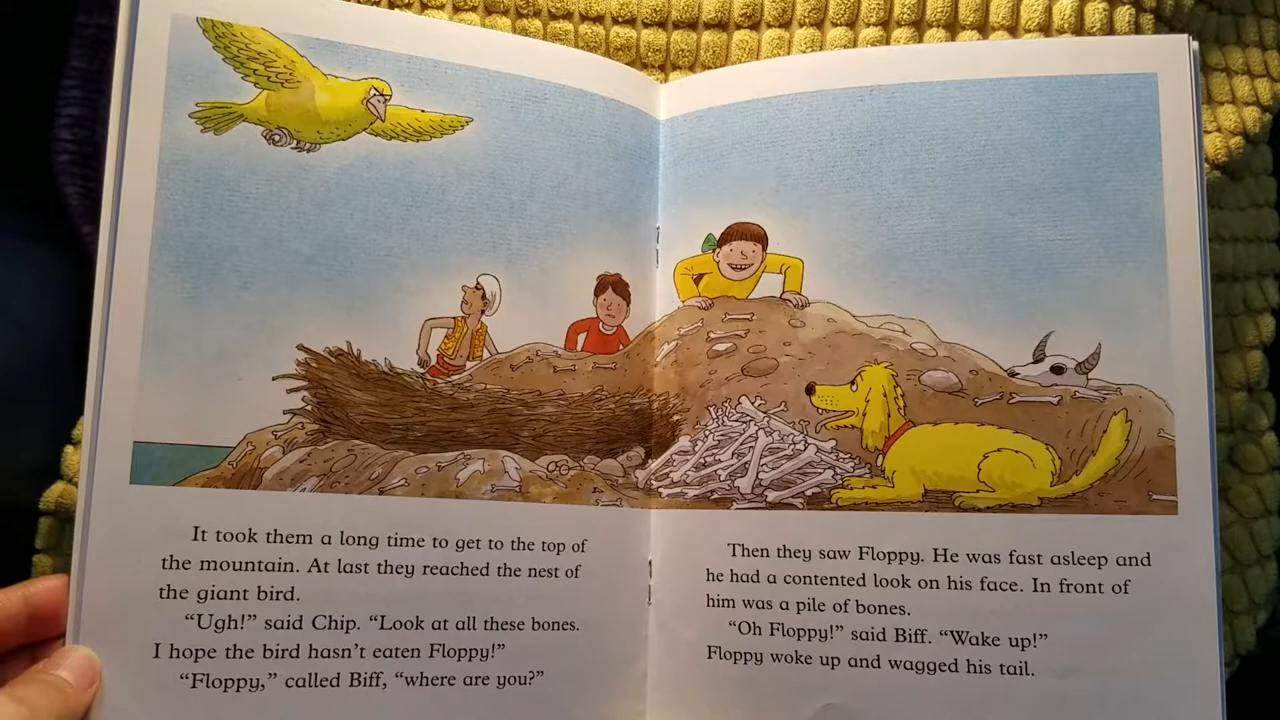 It took them a long time to get to the top of
the mountain. At last they reached the nest of
the giant bird.
“Ugh!” said Chip. “Look at all these bones.
I hope the bird hasn’t eaten Floppy!”
“Floppy,” called Biff, “where are you?”
Then they saw Floppy. He was fast asleep and
he had a contented look on his face. In front of
him was a pile of bones.
“Oh Floppy!” said Biff. “Wake up!”
Floppy woke up and wagged his tail.